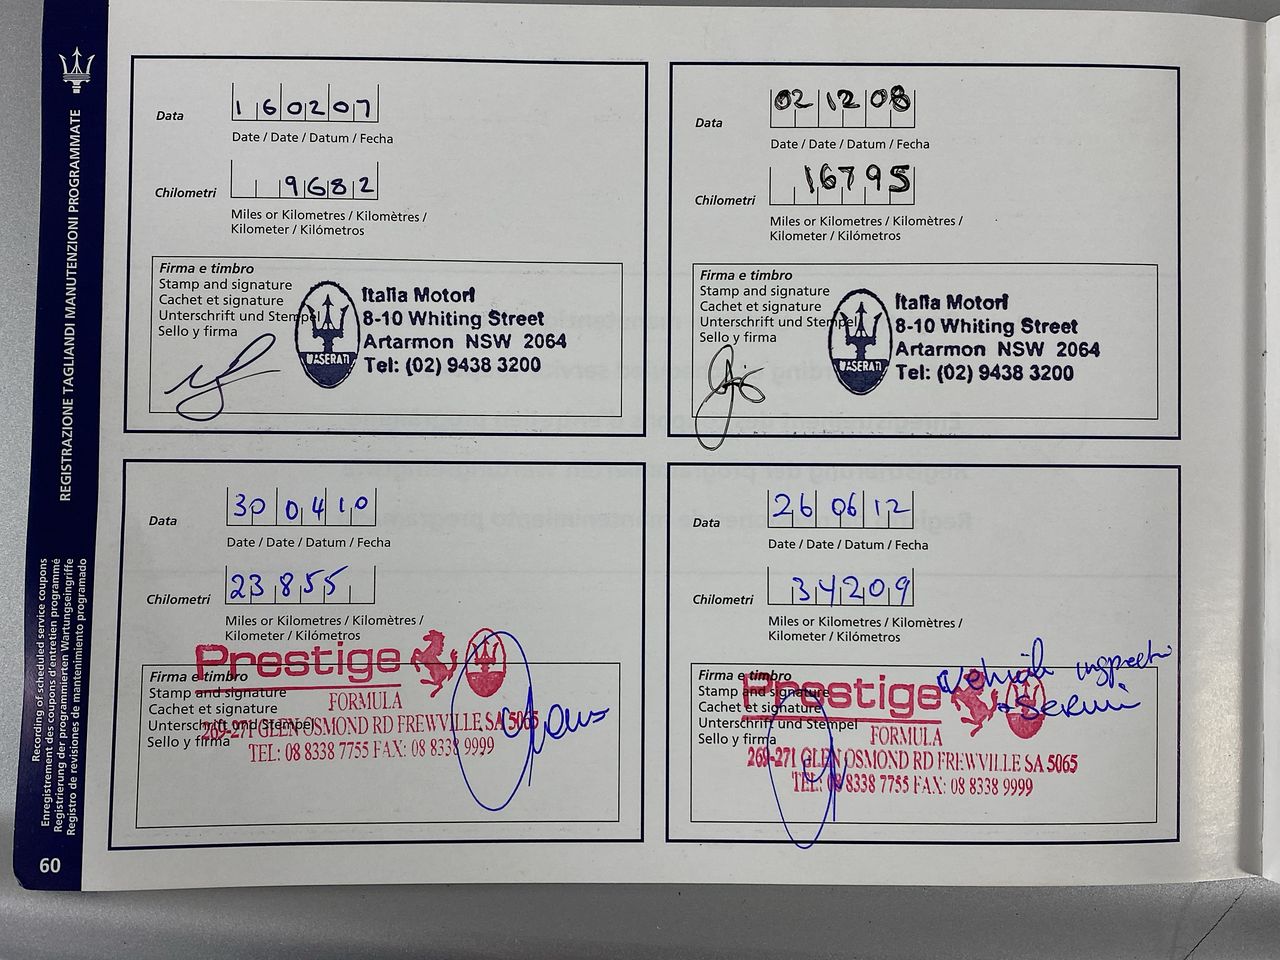 REGISTRAZIONE TAGLIANDI MANUTENZIONI PROGRAMMATE
Recording of scheduled service coupons
Enregistrement des coupons d'entretien programmé
Registrierung der programmierten Wartungseingriffe
Registro de revisiones de mantenimiento programado
60
Data 160207
Date / Date / Datum / Fecha
Chilometri 9682
Miles or Kilometres / Kilomètres /
Kilometer / Kilómetros
Firma e timbro
Stamp and signature
Cachet et signature
Unterschrift und Stempel
Sello y firma
MASERATI
Italia Motori
8-10 Whiting Street
Artarmon NSW 2064
Tel: (02) 9438 3200
Data 021208
Date / Date / Datum / Fecha
Chilometri 16795
Miles or Kilometres / Kilomètres /
Kilometer / Kilómetros
Firma e timbro
Stamp and signature
Cachet et signature
Unterschrift und Stempel
Sello y firma
MASERATI
Italia Motori
8-10 Whiting Street
Artarmon NSW 2064
Tel: (02) 9438 3200
Data 300410
Date / Date / Datum / Fecha
Chilometri 23855
Miles or Kilometres / Kilomètres /
Kilometer / Kilómetros
Firma e timbro
Stamp and signature
Cachet et signature
Unterschrift und Stempel
Sello y firma
Prestige
FORMULA
269-271 GLEN OSMOND RD FREWVILLE SA 5065
TEL: 08 8338 7755 FAX: 08 8338 9999
Data 260612
Date / Date / Datum / Fecha
Chilometri 34209
Miles or Kilometres / Kilomètres /
Kilometer / Kilómetros
Firma e timbro
Stamp and signature
Cachet et signature
Unterschrift und Stempel
Sello y firma
Prestige
FORMULA
269-271 GLEN OSMOND RD FREWVILLE SA 5065
TEL: 08 8338 7755 FAX: 08 8338 9999